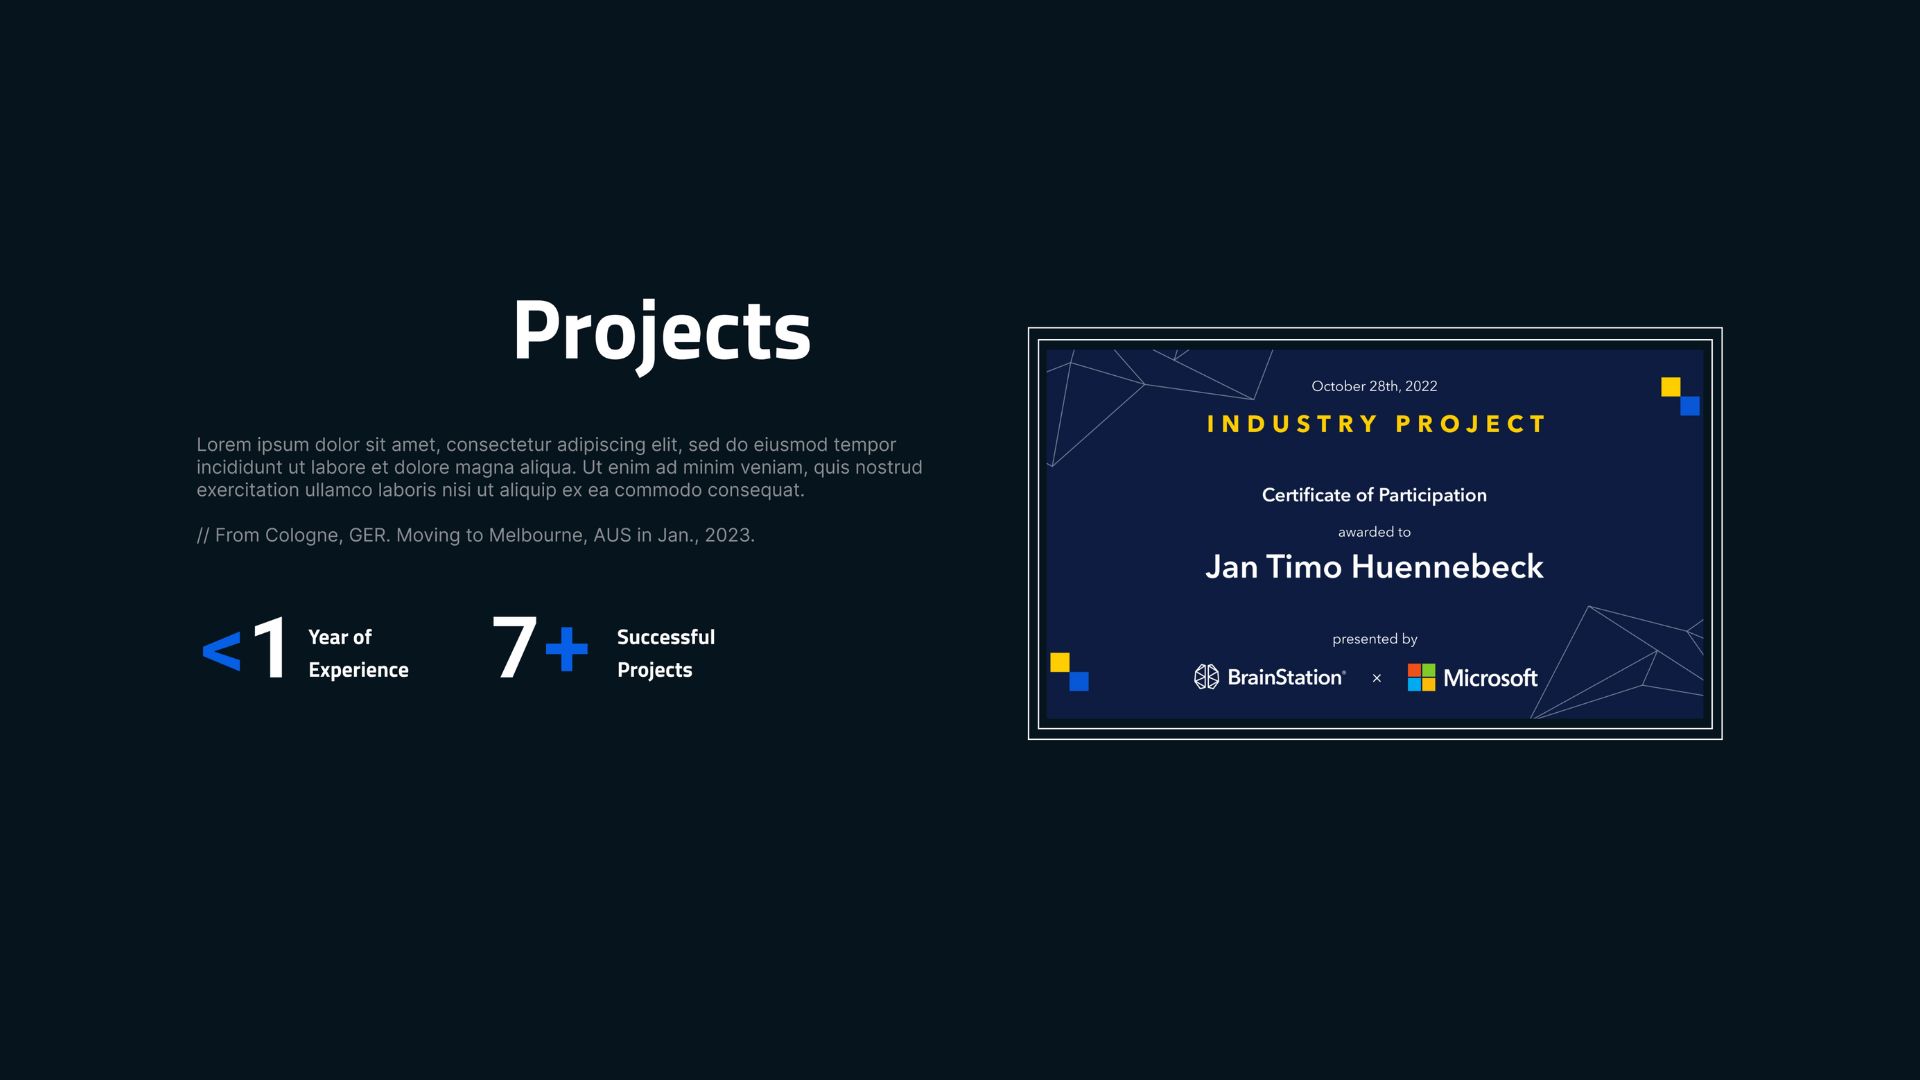 Projects
Lorem ipsum dolor sit amet, consectetur adipiscing elit, sed do eiusmod tempor
incididunt ut labore et dolore magna aliqua. Ut enim ad minim veniam, quis nostrud
exercitation ullamco laboris nisi ut aliquip ex ea commodo consequat.
// From Cologne, GER. Moving to Melbourne, AUS in Jan., 2023.
<1 Year of
Experience
7+ Successful
Projects
October 28th, 2022
INDUSTRY PROJECT
Certificate of Participation
awarded to
Jan Timo Huennebeck
presented by
BrainStation® × Microsoft